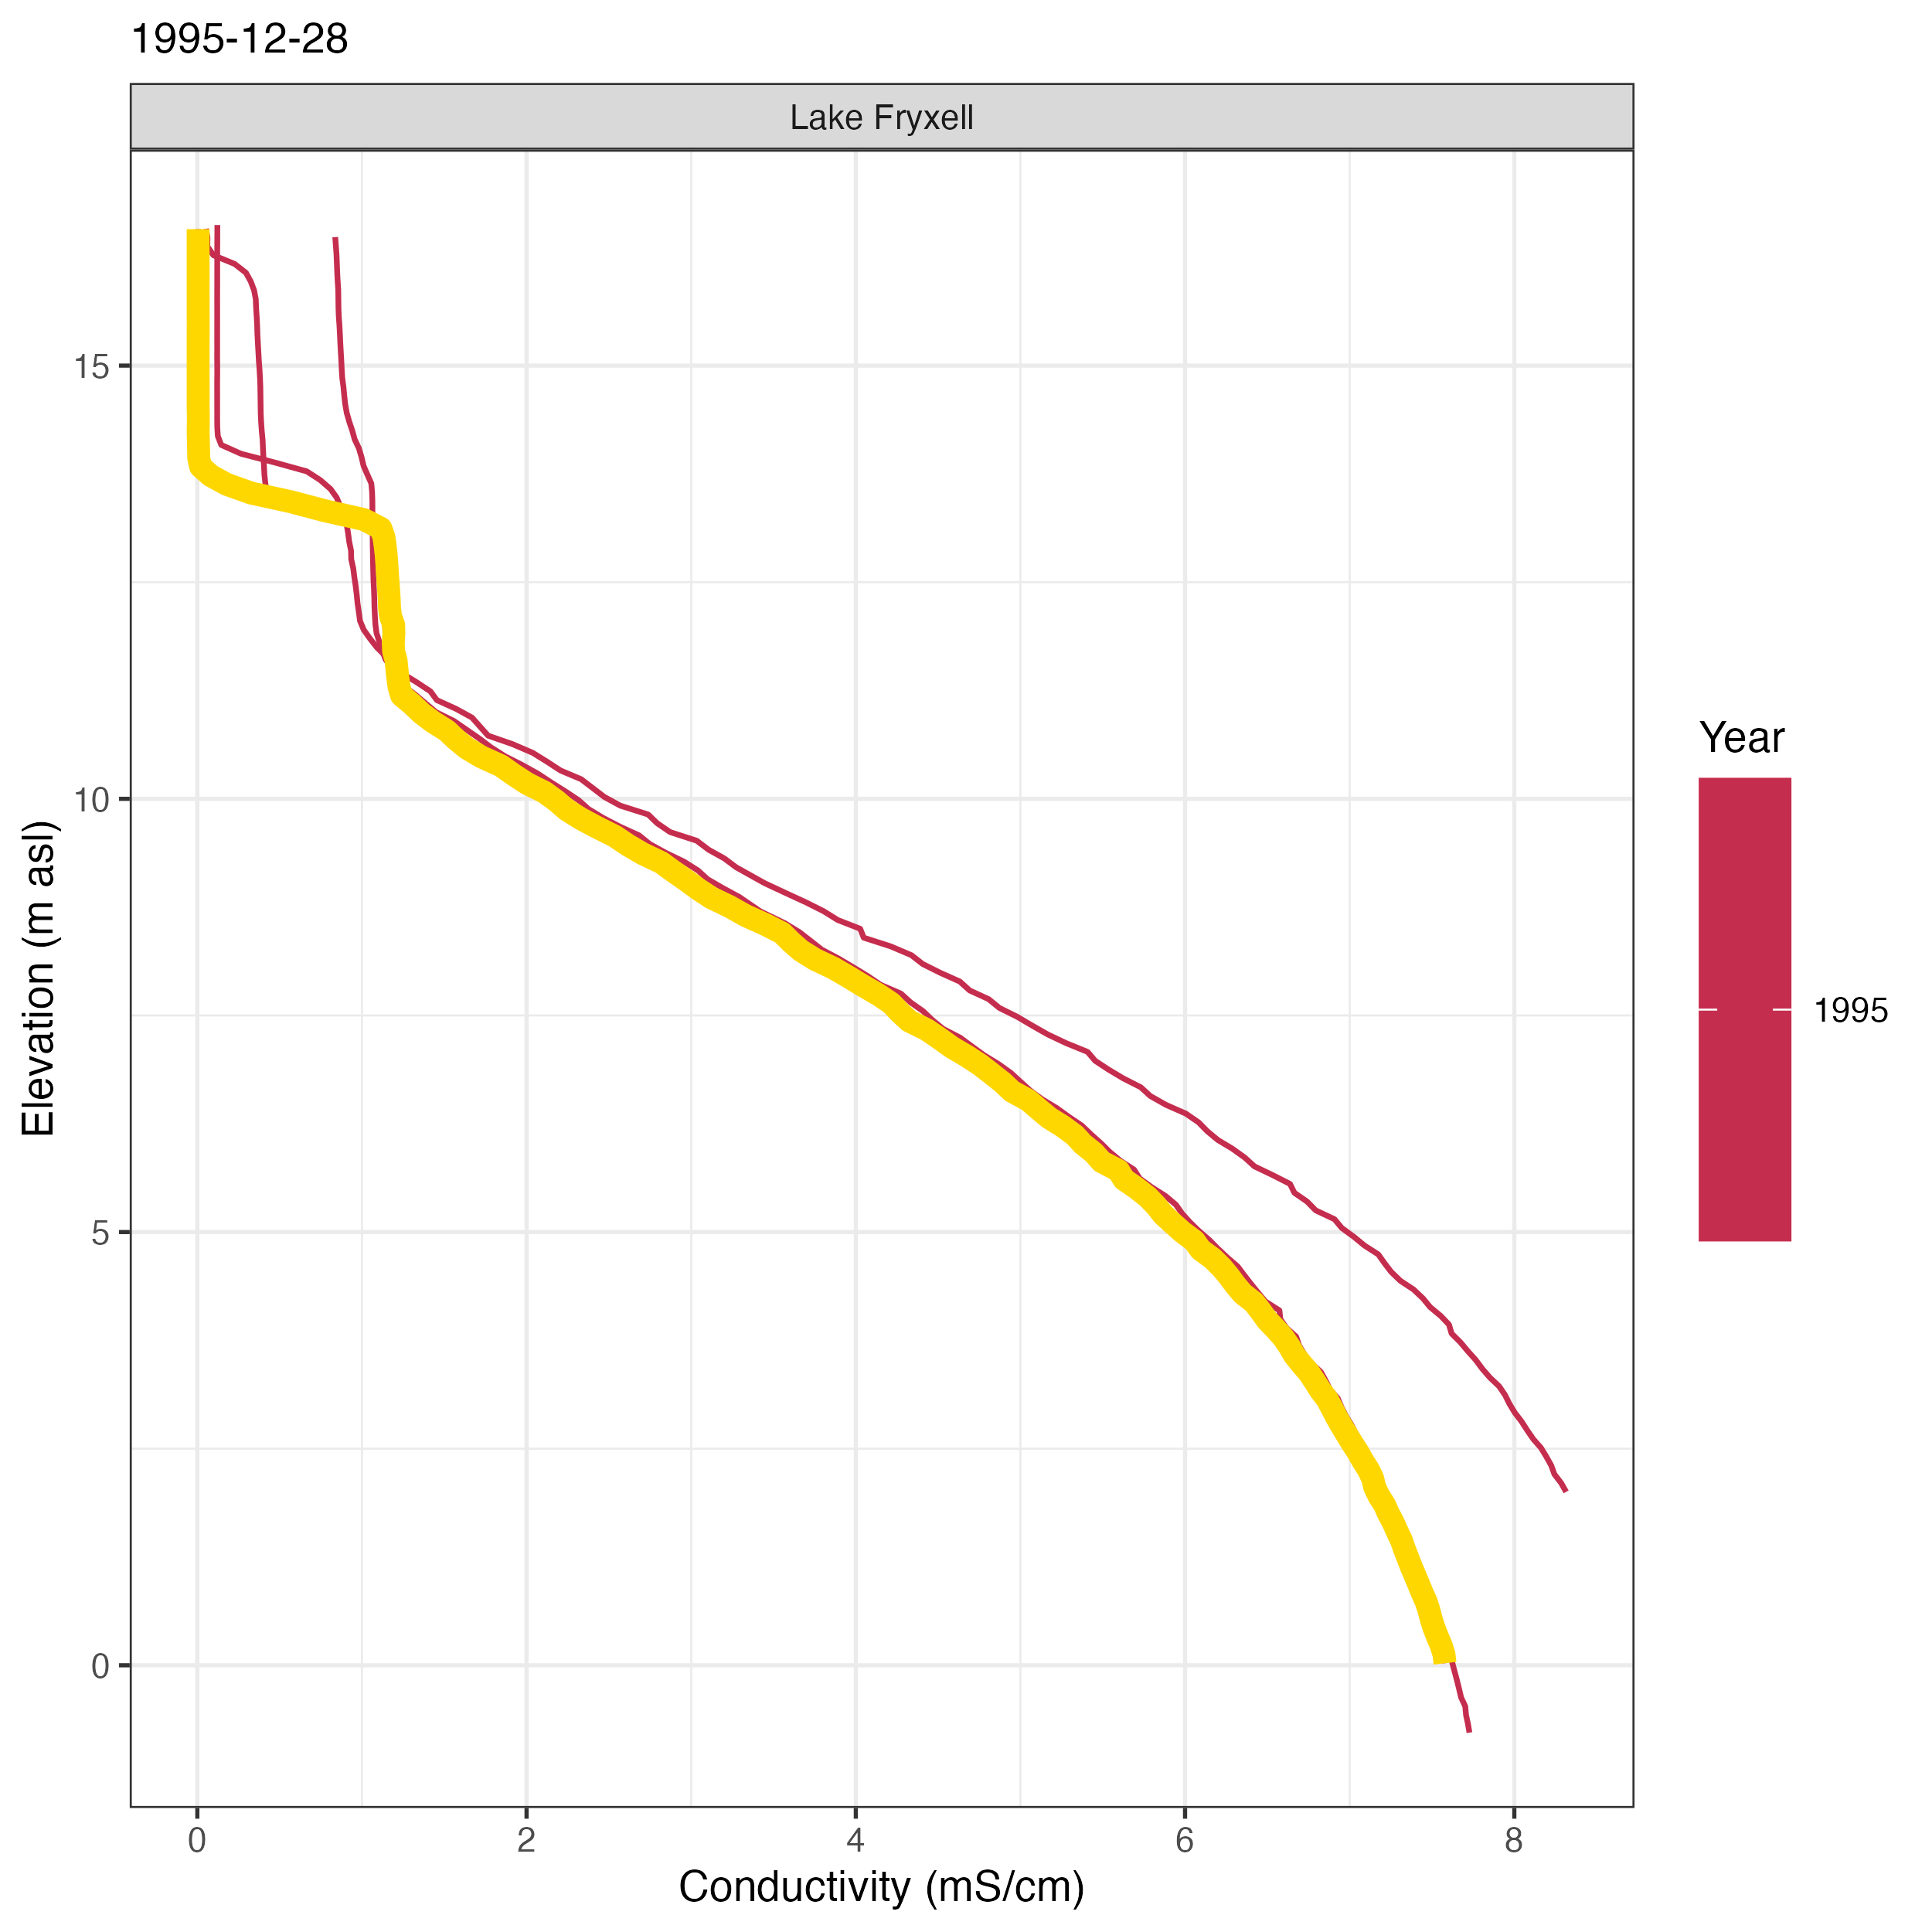 1995-12-28
Lake Fryxell
15
10
5
0
Elevation (m asl)
0 2 4 6 8
Conductivity (mS/cm)
Year
1995